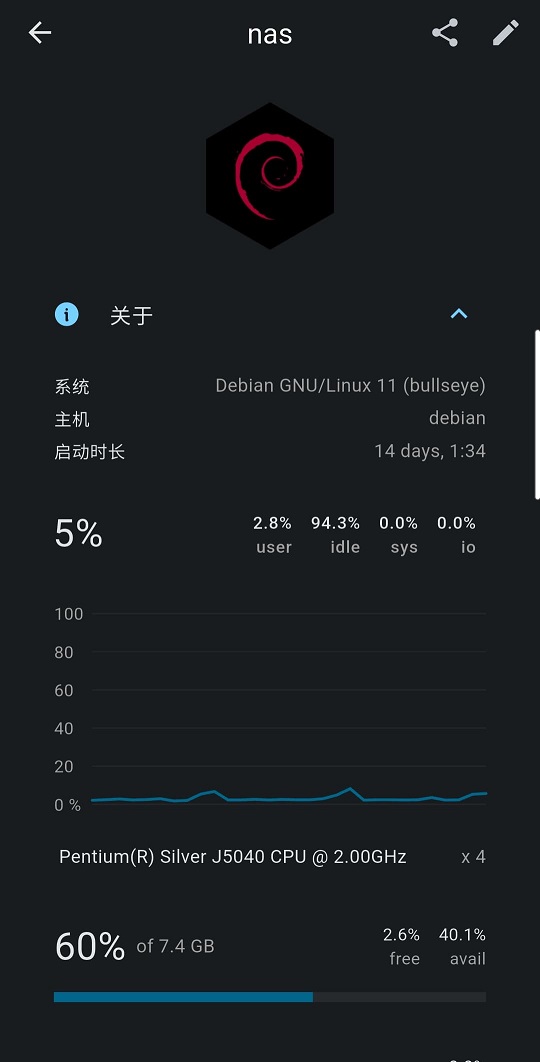 nas
关于
系统 Debian GNU/Linux 11 (bullseye)
主机 debian
启动时长 14 days, 1:34
5% 2.8% 94.3% 0.0% 0.0%
user idle sys io
100
80
60
40
20
0 %
Pentium(R) Silver J5040 CPU @ 2.00GHz x 4
60% of 7.4 GB 2.6% 40.1%
free avail